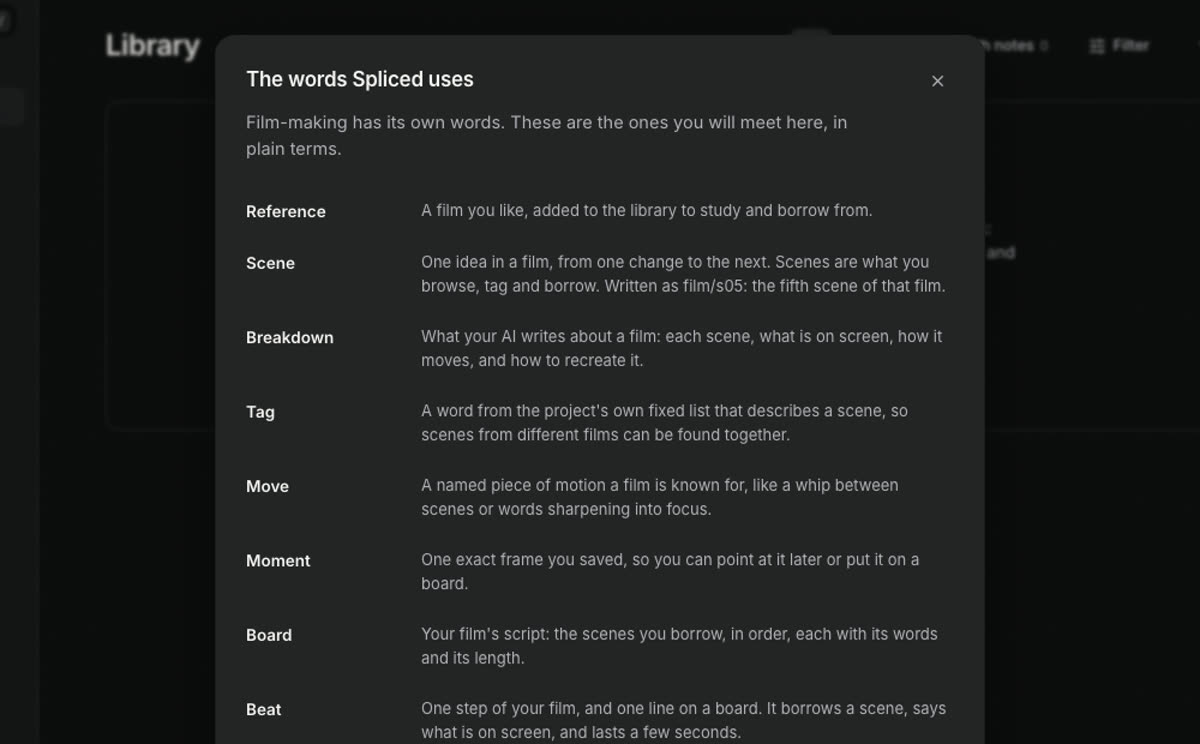 Library
notes 0
Filter
The words Spliced uses
Film-making has its own words. These are the ones you will meet here, in
plain terms.
Reference
A film you like, added to the library to study and borrow from.
Scene
One idea in a film, from one change to the next. Scenes are what you
browse, tag and borrow. Written as film/s05: the fifth scene of that film.
Breakdown
What your AI writes about a film: each scene, what is on screen, how it
moves, and how to recreate it.
Tag
A word from the project's own fixed list that describes a scene, so
scenes from different films can be found together.
Move
A named piece of motion a film is known for, like a whip between
scenes or words sharpening into focus.
Moment
One exact frame you saved, so you can point at it later or put it on a
board.
Board
Your film's script: the scenes you borrow, in order, each with its words
and its length.
Beat
One step of your film, and one line on a board. It borrows a scene, says
what is on screen, and lasts a few seconds.
and